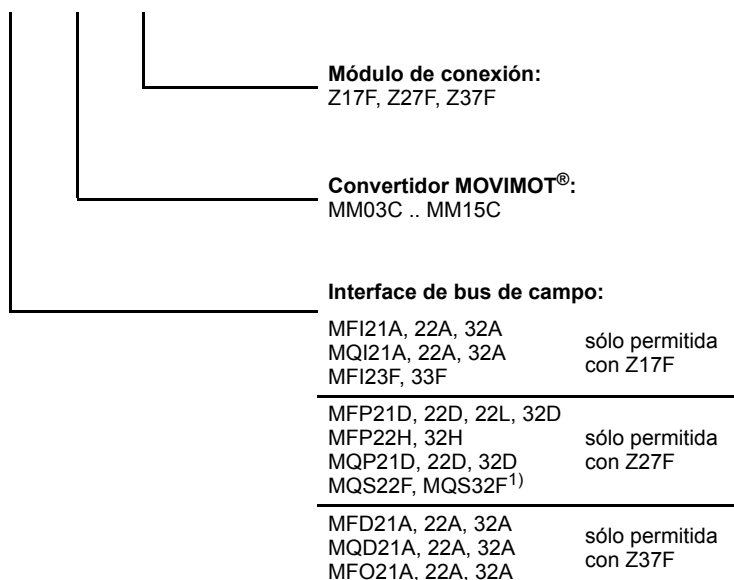 Módulo de conexión:
Z17F, Z27F, Z37F
Convertidor MOVIMOT®:
MM03C .. MM15C
Interface de bus de campo:
MFI21A, 22A, 32A
MQI21A, 22A, 32A
MFI23F, 33F
sólo permitida
con Z17F
MFP21D, 22D, 22L, 32D
MFP22H, 32H
MQP21D, 22D, 32D
MQS22F, MQS32F1)
sólo permitida
con Z27F
MFD21A, 22A, 32A
MQD21A, 22A, 32A
MFO21A, 22A, 32A
sólo permitida
con Z37F